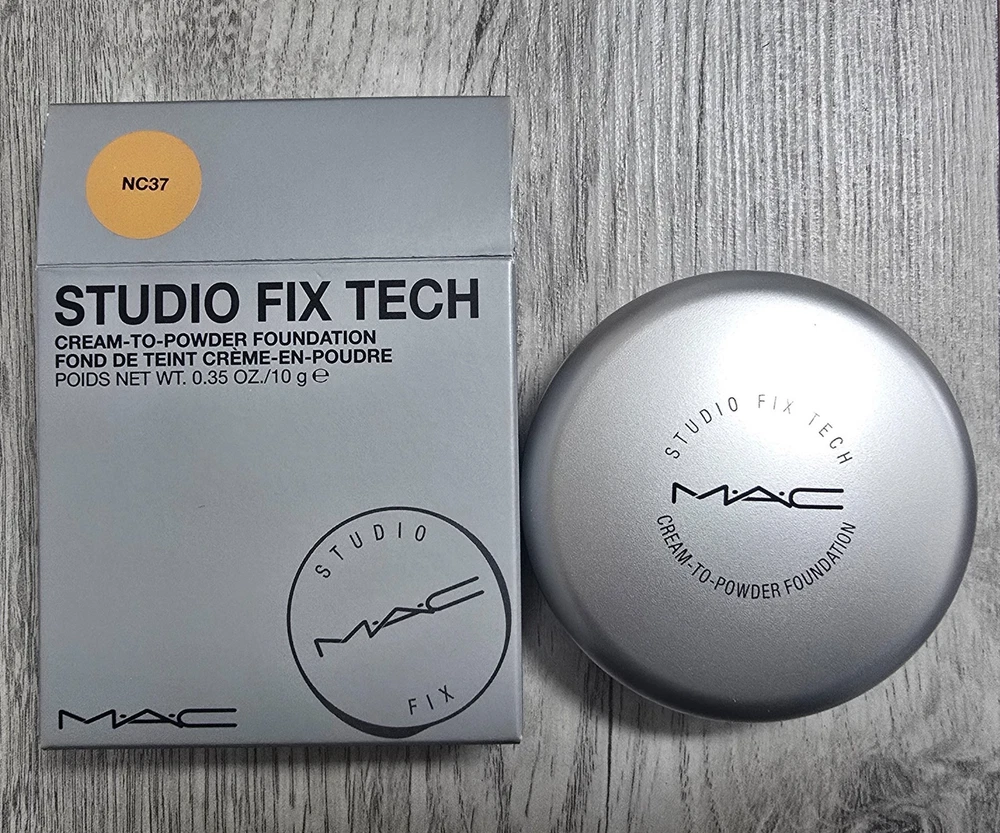 NC37
STUDIO FIX TECH
CREAM-TO-POWDER FOUNDATION
FOND DE TEINT CRÈME-EN-POUDRE
POIDS NET WT. 0.35 OZ./10 g ℮
STUDIO
M·A·C
FIX
M·A·C
STUDIO FIX TECH
M·A·C
CREAM-TO-POWDER FOUNDATION